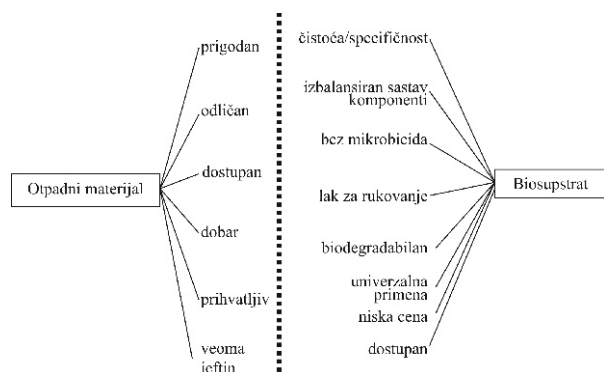 prigodan
odličan
dostupan
dobar
prihvatljiv
veoma
jeftin
Otpadni materijal
čistoća/specifičnost
izbalansiran sastav
komponenti
bez mikrobicida
lak za rukovanje
biodegradabilan
univerzalna
primena
niska cena
dostupan
Biosupstrat